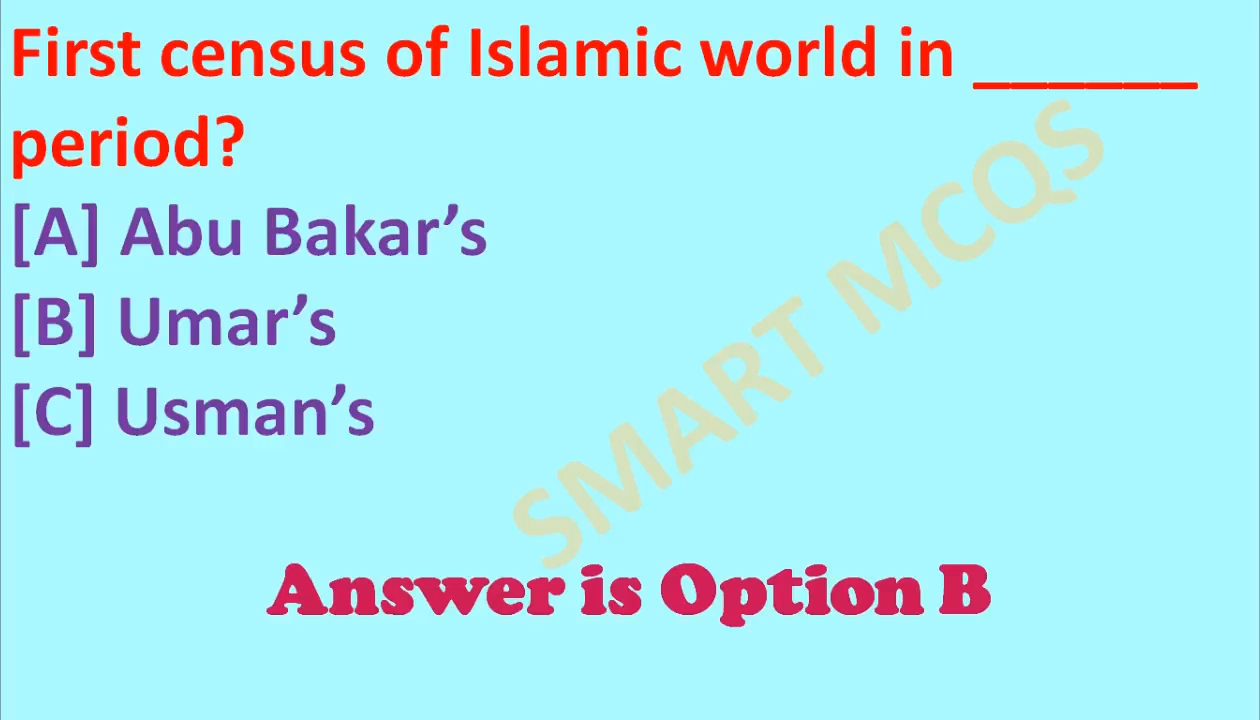 First census of Islamic world in ______
period?
[A] Abu Bakar’s
[B] Umar’s
[C] Usman’s
SMART MCQS
Answer is Option B